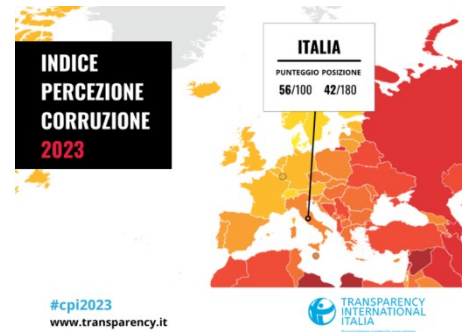 INDICE
PERCEZIONE
CORRUZIONE
2023
ITALIA
PUNTEGGIO POSIZIONE
56/100 42/180
#cpi2023
www.transparency.it
TRANSPARENCY
INTERNATIONAL
ITALIA